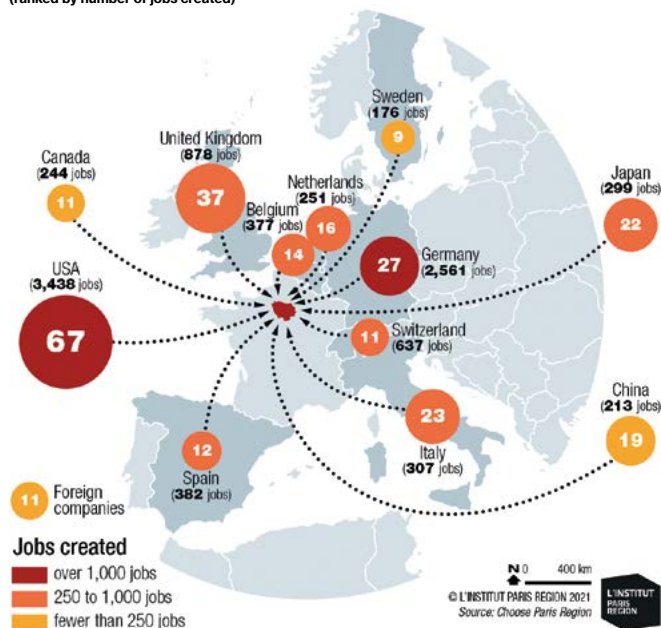 (ranked by number of jobs created)
Sweden
(176 jobs)
9
United Kingdom
(878 jobs)
37
Canada
(244 jobs)
11
Netherlands
(251 jobs)
16
Belgium
(377 jobs)
14
Japan
(299 jobs)
22
USA
(3,438 jobs)
67
27
Germany
(2,561 jobs)
11
Switzerland
(637 jobs)
China
(213 jobs)
19
23
Italy
(307 jobs)
12
Spain
(382 jobs)
11
Foreign
companies
Jobs created
over 1,000 jobs
250 to 1,000 jobs
fewer than 250 jobs
N 0 400 km
© L'INSTITUT PARIS REGION 2021
Source: Choose Paris Region
L'INSTITUT
PARIS
REGION